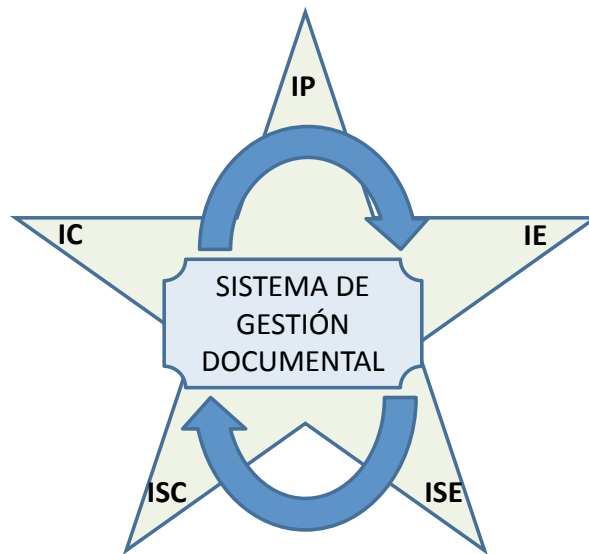 IP
IC
IE
SISTEMA DE
GESTIÓN
DOCUMENTAL
ISC
ISE